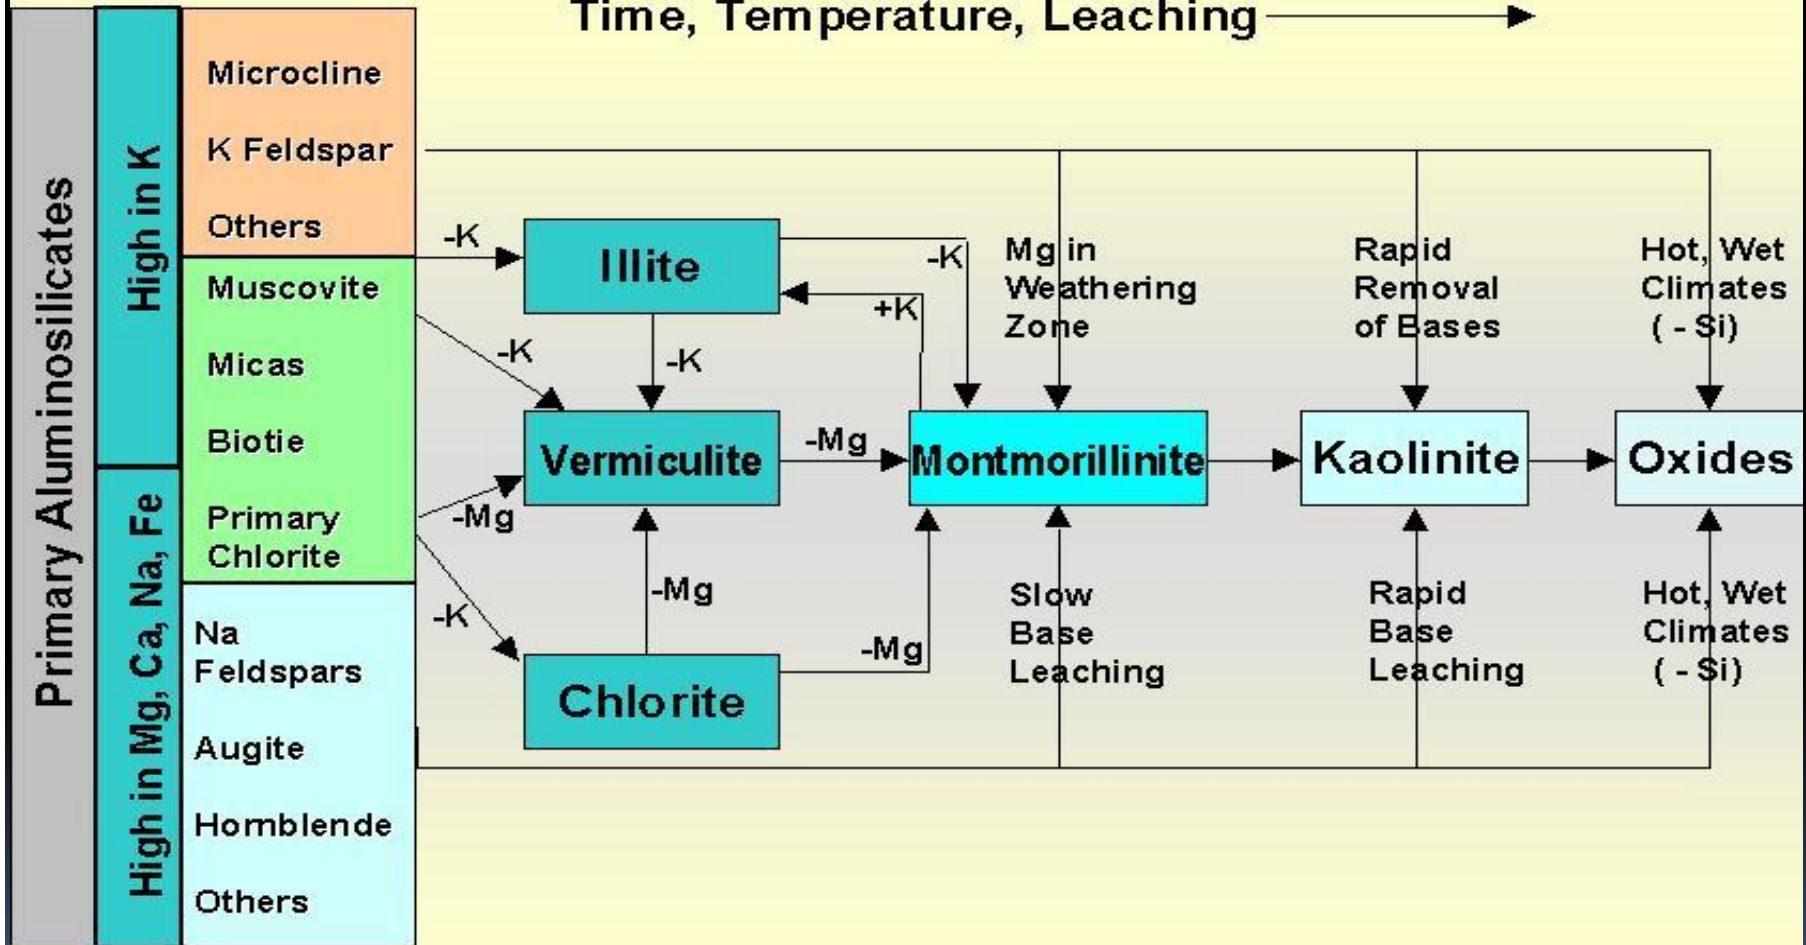 Time, Temperature, Leaching
Primary Aluminosilicates
High in K
High in Mg, Ca, Na, Fe
Microcline
K Feldspar
Others
Muscovite
Micas
Biotie
Primary
Chlorite
Na
Feldspars
Augite
Hornblende
Others
-K
-K
-Mg
-K
Illite
-K
Vermiculite
-Mg
Chlorite
-K
+K
-Mg
-Mg
Mg in
Weathering
Zone
Montmorillinite
Slow
Base
Leaching
Rapid
Removal
of Bases
Kaolinite
Rapid
Base
Leaching
Hot, Wet
Climates
( - Si)
Oxides
Hot, Wet
Climates
( - Si)